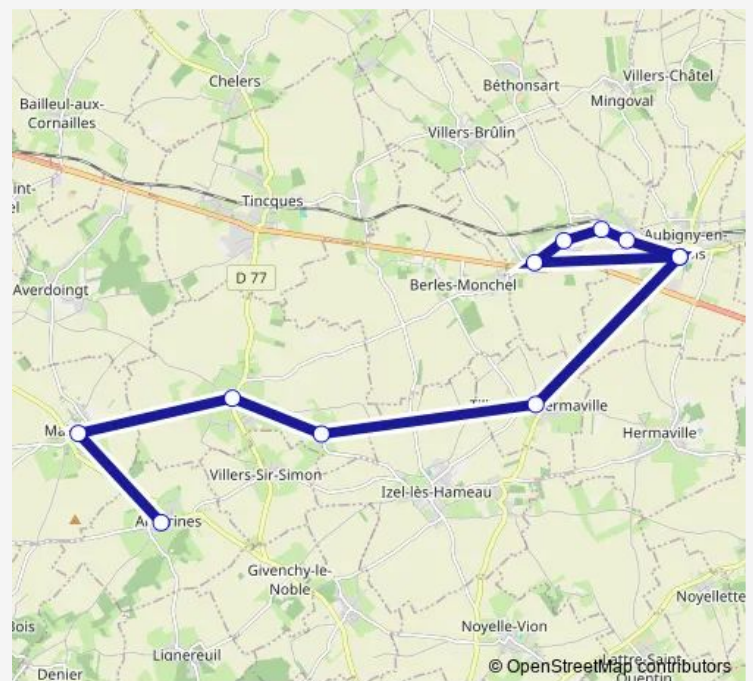 Chelers
Villers-Châtel
Béthonsart
Mingoval
Bailleul-aux-
Cornailles
Villers-Brûlin
Tincques
Aubigny-en-
D 77
Berles-Monchel
Averdoingt
Hermaville
Villers-Sir-Simon
Izel-lès-Hameau
Givenchy-le-
Noble
Noyellette
Noyelle-Vion
Lignereuil
Denier
© OpenStreetMap contributors